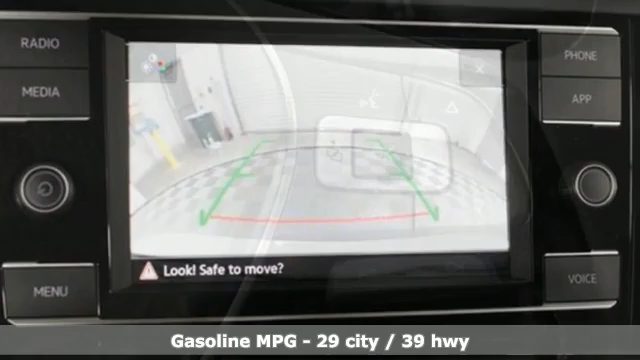 RADIO
PHONE
MEDIA
APP
Look! Safe to move?
MENU
VOICE
Gasoline MPG - 29 city / 39 hwy